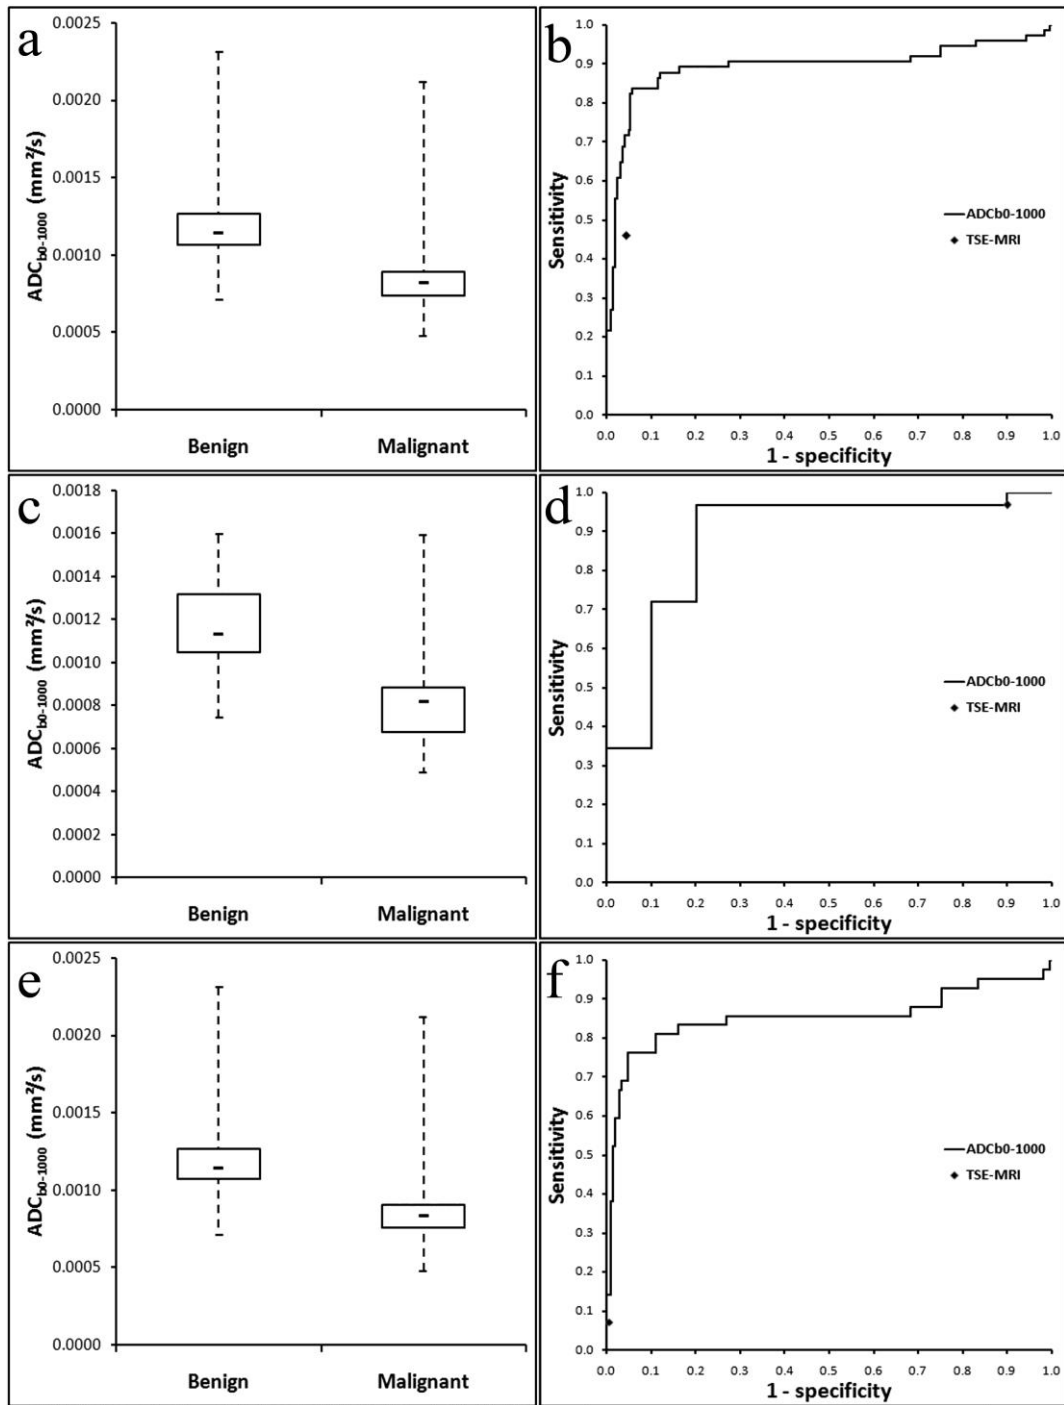 a
0.0025
0.0020
0.0015
0.0010
0.0005
0.0000
ADCb0-1000 (mm²/s)
Benign Malignant
b
1.0
0.9
0.8
0.7
0.6
0.5
0.4
0.3
0.2
0.1
0.0
Sensitivity
ADCb0-1000
TSE-MRI
0.0 0.1 0.2 0.3 0.4 0.5 0.6 0.7 0.8 0.9 1.0
1 - specificity
c
0.0018
0.0016
0.0014
0.0012
0.0010
0.0008
0.0006
0.0004
0.0002
0.0000
ADCb0-1000 (mm²/s)
Benign Malignant
d
1.0
0.9
0.8
0.7
0.6
0.5
0.4
0.3
0.2
0.1
0.0
Sensitivity
ADCb0-1000
TSE-MRI
0.0 0.1 0.2 0.3 0.4 0.5 0.6 0.7 0.8 0.9 1.0
1 - specificity
e
0.0025
0.0020
0.0015
0.0010
0.0005
0.0000
ADCb0-1000 (mm²/s)
Benign Malignant
f
1.0
0.9
0.8
0.7
0.6
0.5
0.4
0.3
0.2
0.1
0.0
Sensitivity
ADCb0-1000
TSE-MRI
0.0 0.1 0.2 0.3 0.4 0.5 0.6 0.7 0.8 0.9 1.0
1 - specificity